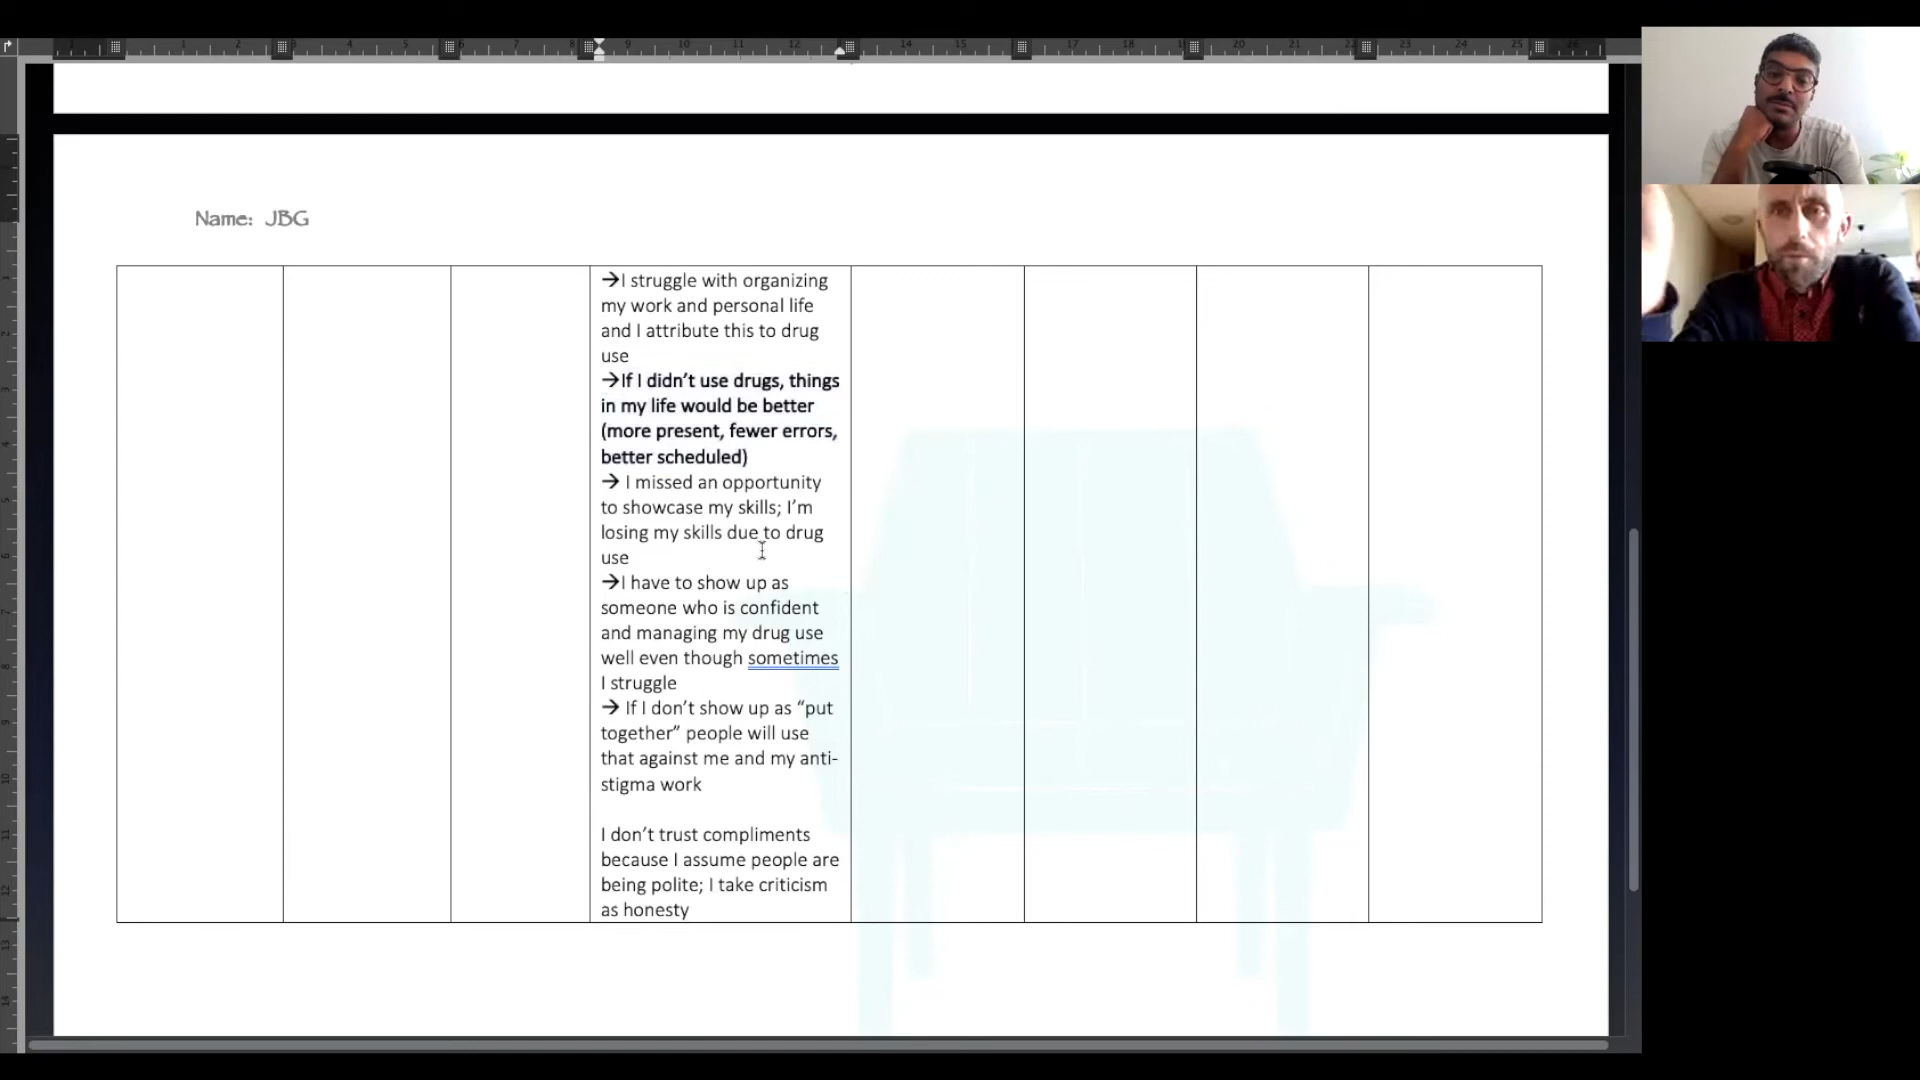 Name: JBG
→I struggle with organizing
my work and personal life
and I attribute this to drug
use
→If I didn’t use drugs, things
in my life would be better
(more present, fewer errors,
better scheduled)
→ I missed an opportunity
to showcase my skills; I’m
losing my skills due to drug
use
→I have to show up as
someone who is confident
and managing my drug use
well even though sometimes
I struggle
→ If I don’t show up as “put
together” people will use
that against me and my anti-
stigma work
I don’t trust compliments
because I assume people are
being polite; I take criticism
as honesty